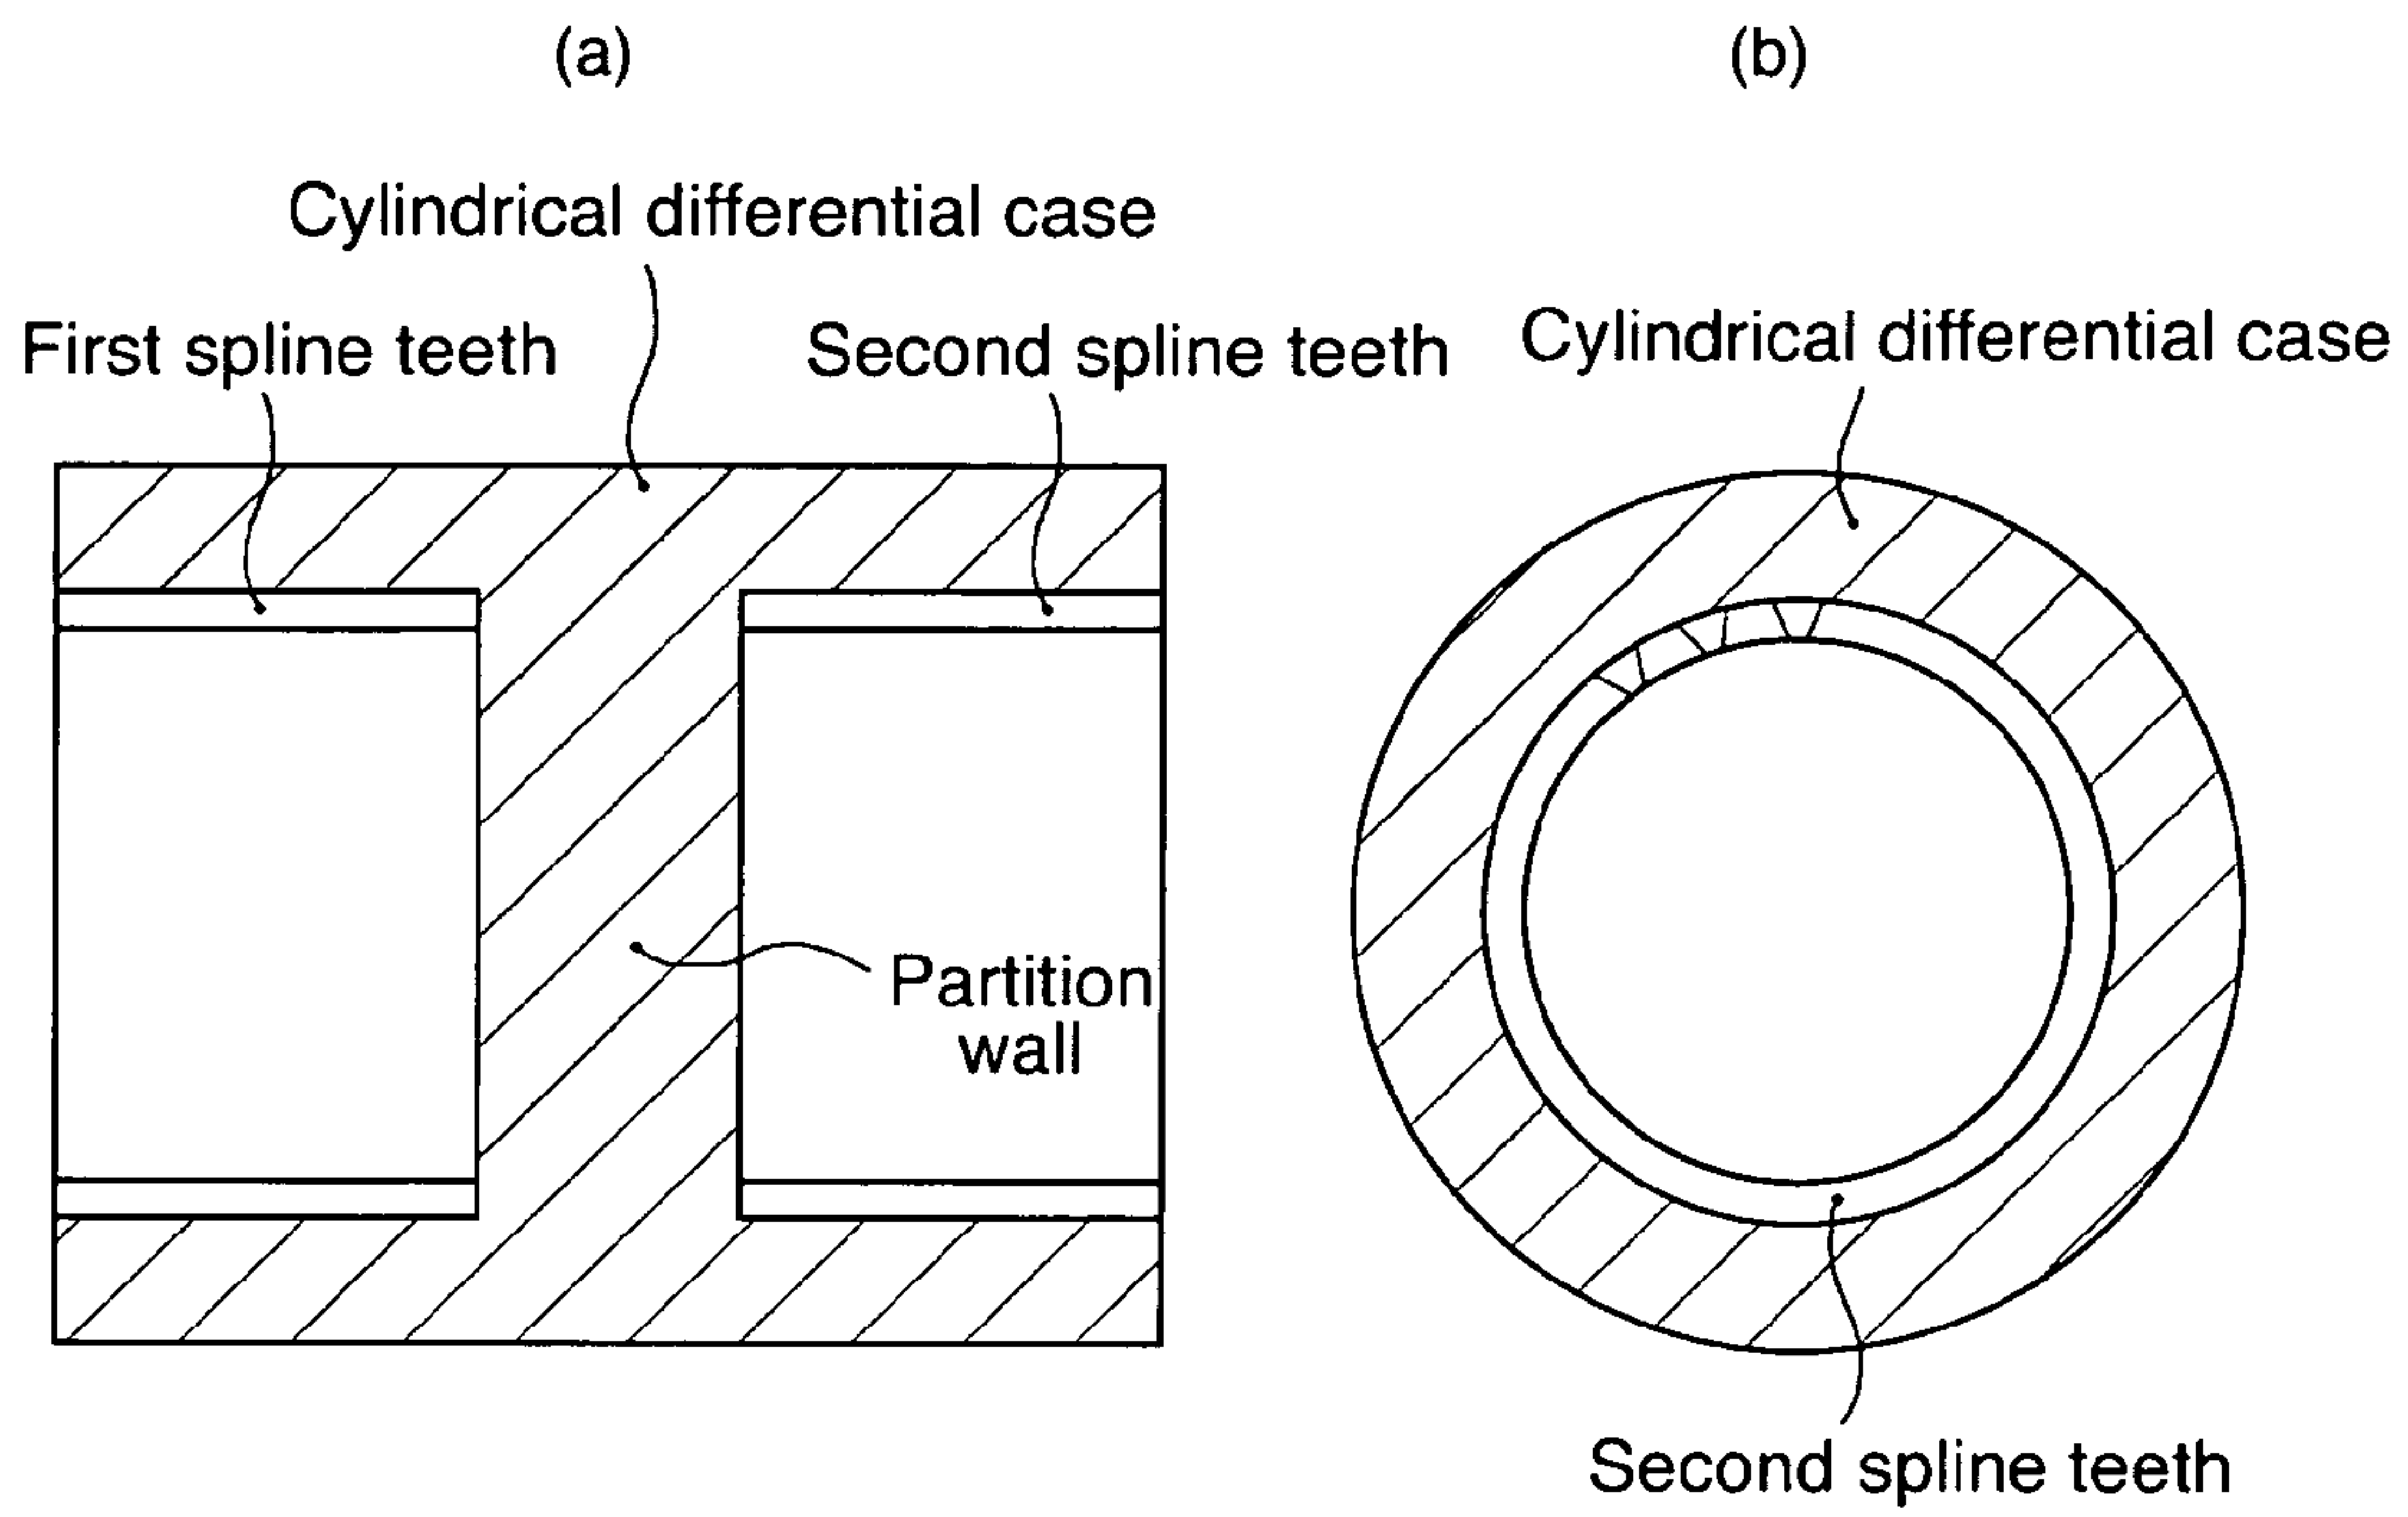 (a)
Cylindrical differential case
First spline teeth
Second spline teeth
Partition
wall
(b)
Cylindrical differential case
Second spline teeth